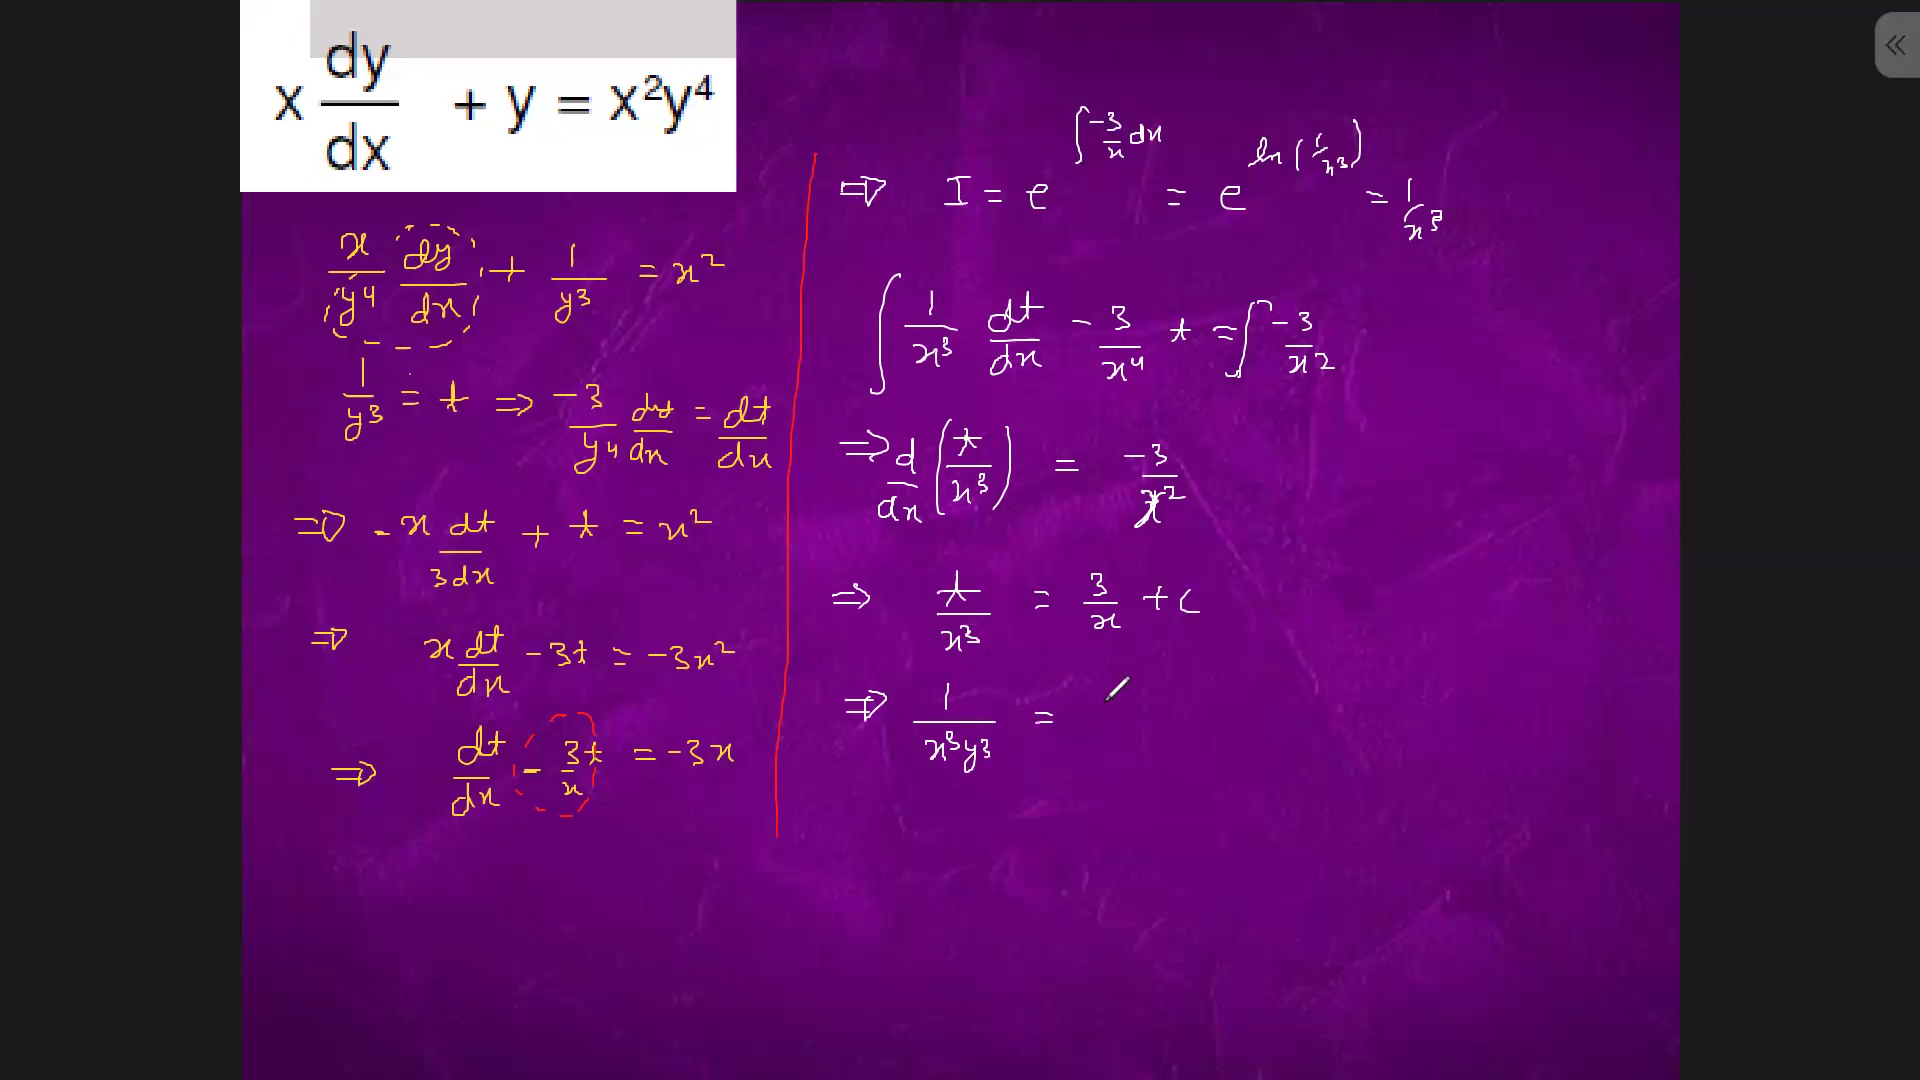 x dy/dx + y = x²y⁴
x/y⁴ dy/dx + 1/y³ = x²
1/y³ = t ⇒ -3/y⁴ dy/dx = dt/dx
⇒ - x dt/3dx + t = x²
⇒ x dt/dx - 3t = -3x²
⇒ dt/dx - 3/x t = -3x
⇒ I = e^(∫ -3/x dx) = e^(ln(1/x³)) = 1/x³
∫ 1/x³ dt/dx - 3/x⁴ t = ∫ -3/x²
⇒ d/dx (t/x³) = -3/x²
⇒ t/x³ = 3/x + c
⇒ 1/x³y³ =